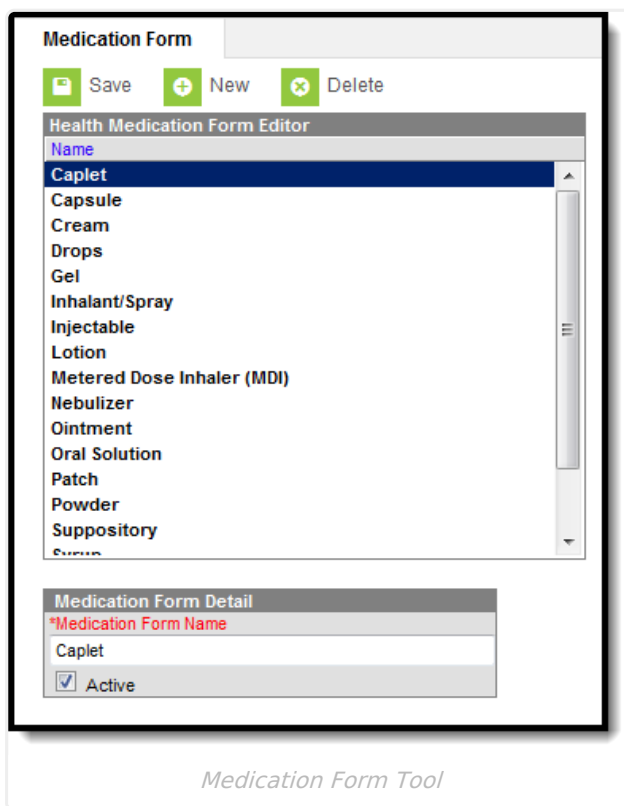 Medication Form
Save New Delete
Health Medication Form Editor
Name
Caplet
Capsule
Cream
Drops
Gel
Inhalant/Spray
Injectable
Lotion
Metered Dose Inhaler (MDI)
Nebulizer
Ointment
Oral Solution
Patch
Powder
Suppository
Medication Form Detail
*Medication Form Name
Caplet
Active
Medication Form Tool